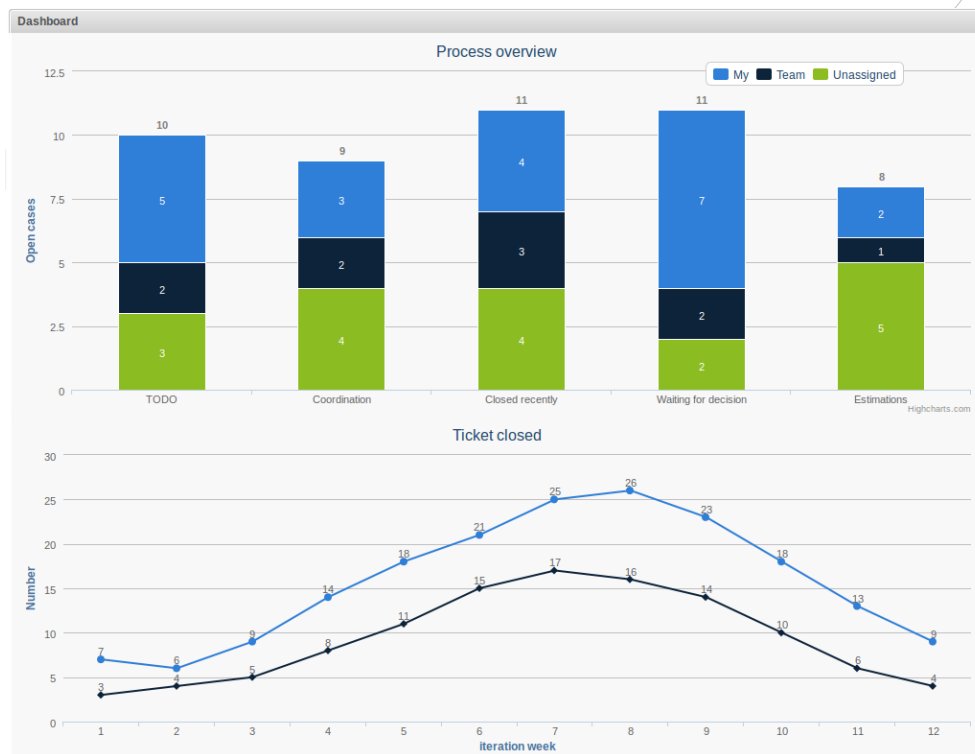 Dashboard
Process overview
My Team Unassigned
Open cases
12.5
10
7.5
5
2.5
0
10
5
2
3
9
3
2
4
11
4
3
4
11
7
2
2
8
2
1
5
TODO Coordination Closed recently Waiting for decision Estimations
Highcharts.com
Ticket closed
Number
30
25
20
15
10
5
0
7 6 9 14 18 21 25 26 23 18 13 9
3 4 5 8 11 15 17 16 14 10 6 4
1 2 3 4 5 6 7 8 9 10 11 12
iteration week